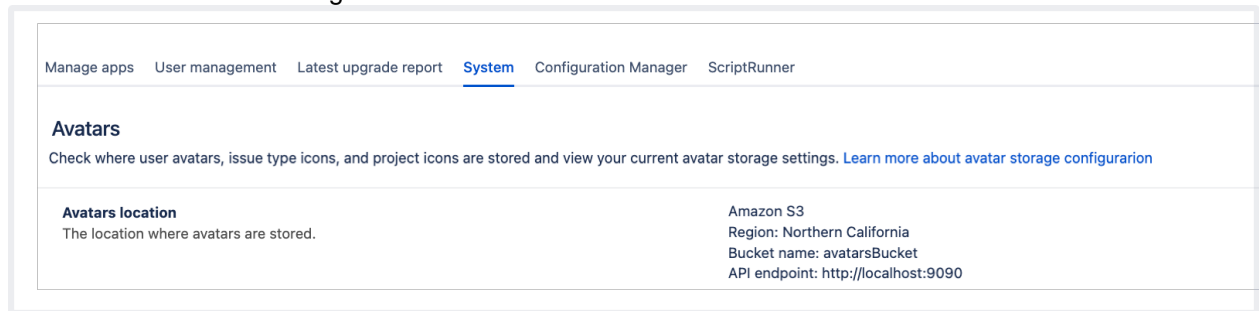 Manage apps User management Latest upgrade report System Configuration Manager ScriptRunner
Avatars
Check where user avatars, issue type icons, and project icons are stored and view your current avatar storage settings. Learn more about avatar storage configurarion
Avatars location
The location where avatars are stored.
Amazon S3
Region: Northern California
Bucket name: avatarsBucket
API endpoint: http://localhost:9090